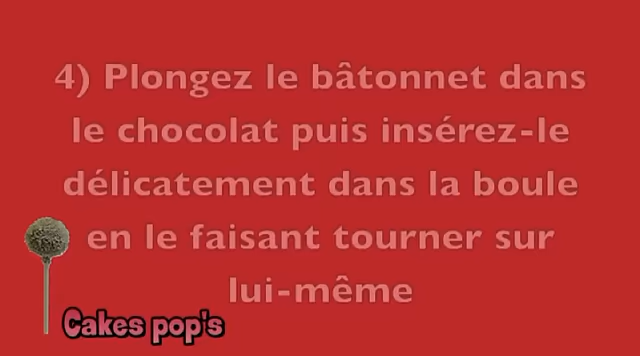 4) Plongez le bâtonnet dans
le chocolat puis insérez-le
délicatement dans la boule
en le faisant tourner sur
lui-même
Cakes pop's